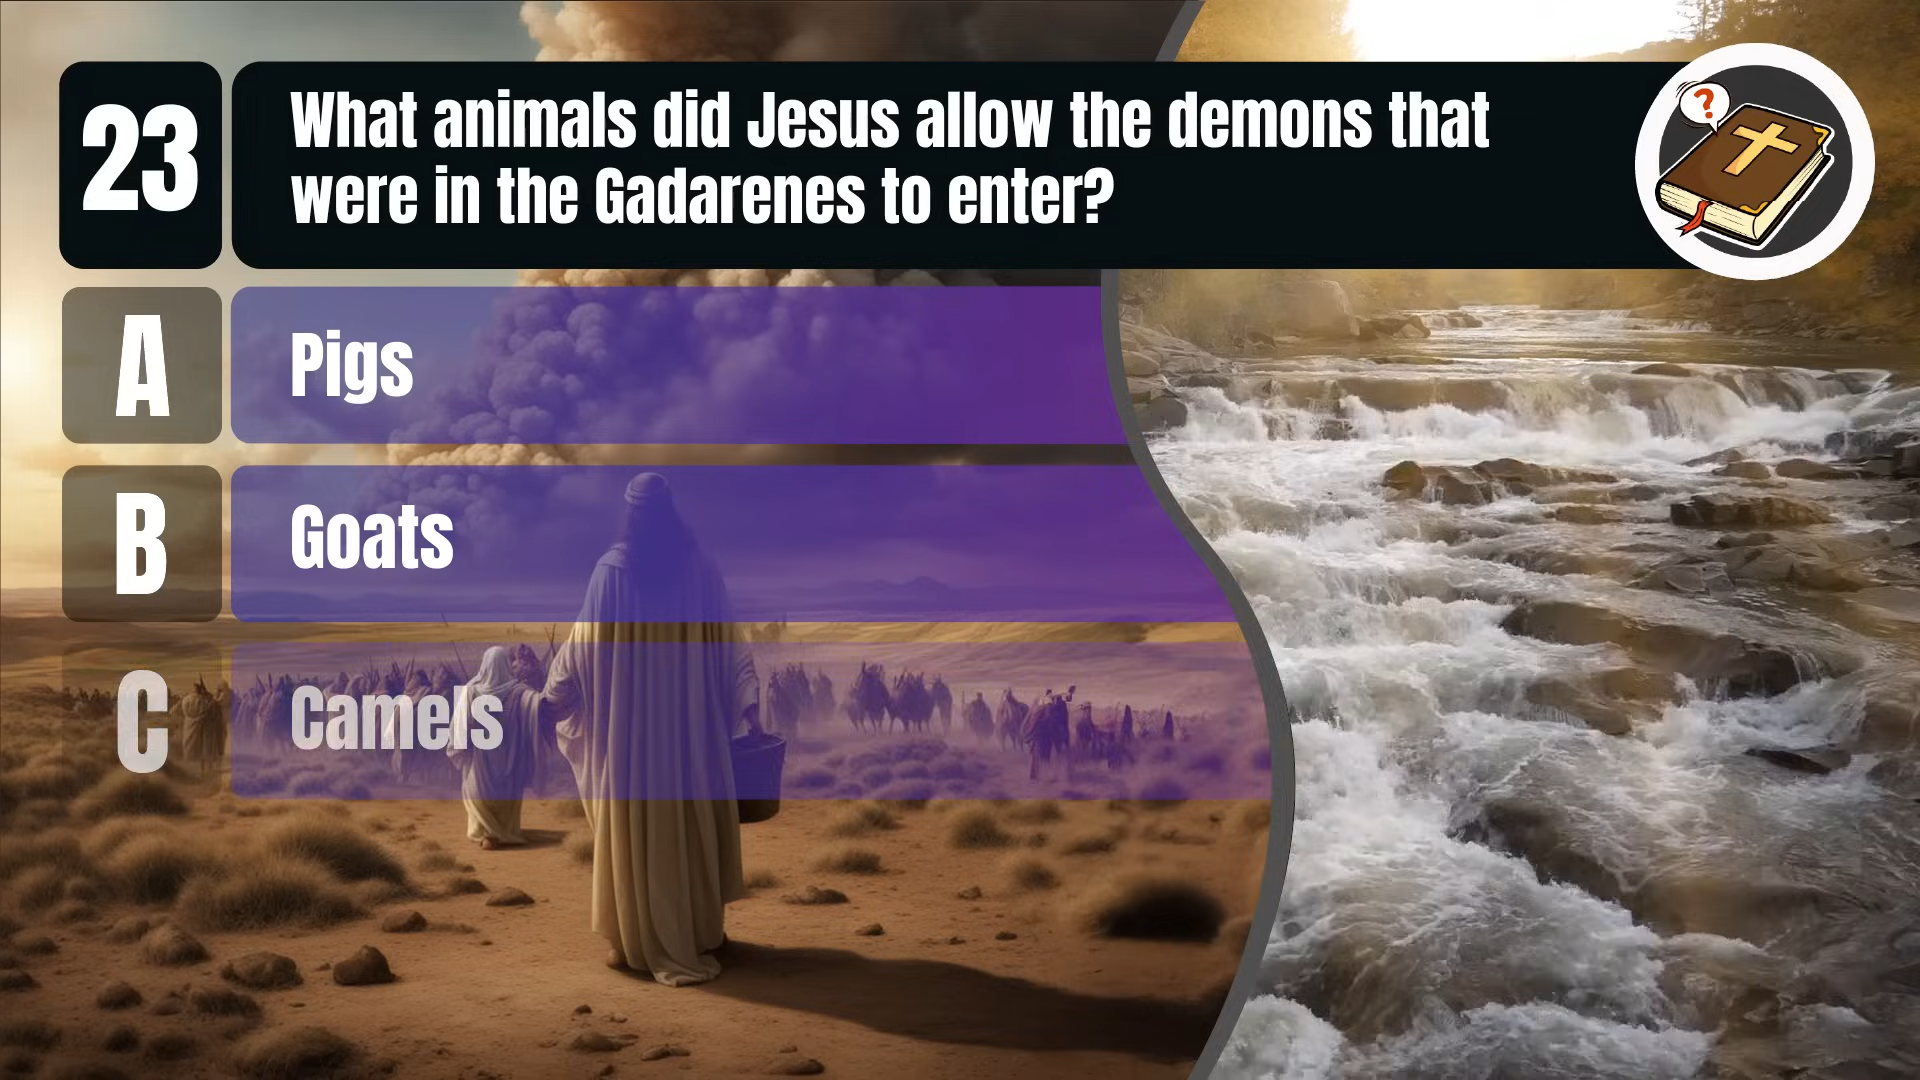 23
What animals did Jesus allow the demons that
were in the Gadarenes to enter?
?
A
Pigs
B
Goats
C
Camels